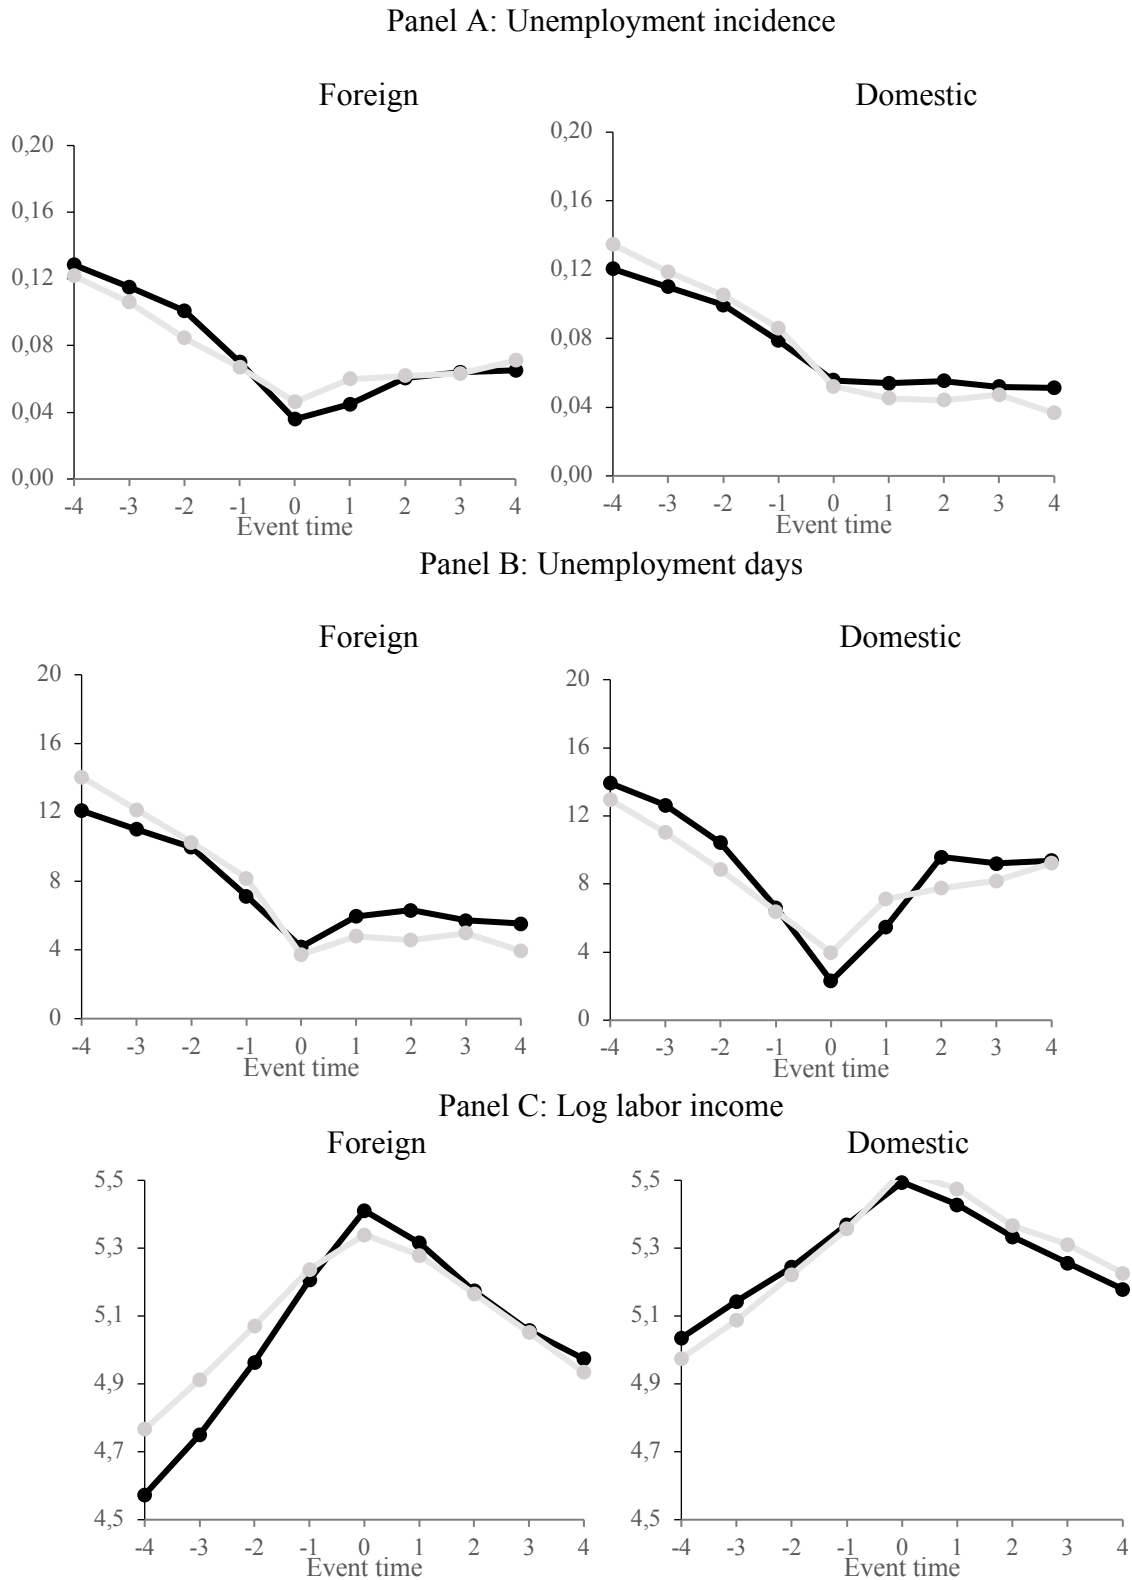 Panel A: Unemployment incidence
Foreign
Domestic
0,20
0,16
0,12
0,08
0,04
0,00
-4 -3 -2 -1 0 1 2 3 4
Event time
0,20
0,16
0,12
0,08
0,04
0,00
-4 -3 -2 -1 0 1 2 3 4
Event time
Panel B: Unemployment days
Foreign
Domestic
20
16
12
8
4
0
-4 -3 -2 -1 0 1 2 3 4
Event time
20
16
12
8
4
0
-4 -3 -2 -1 0 1 2 3 4
Event time
Panel C: Log labor income
Foreign
Domestic
5,5
5,3
5,1
4,9
4,7
4,5
-4 -3 -2 -1 0 1 2 3 4
Event time
5,5
5,3
5,1
4,9
4,7
4,5
-4 -3 -2 -1 0 1 2 3 4
Event time